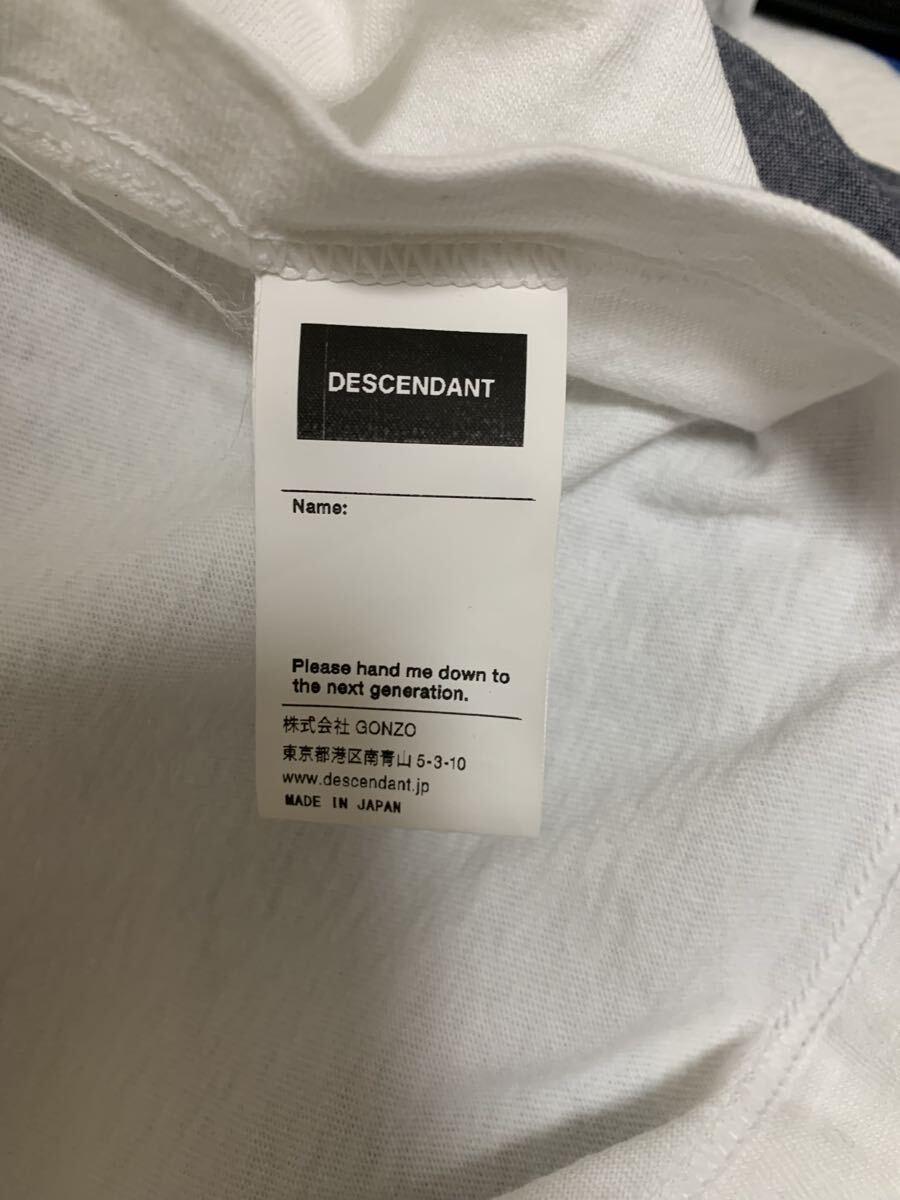 DESCENDANT
Name:
Please hand me down to
the next generation.
株式会社 GONZO
東京都港区南青山 5-3-10
www.descendant.jp
MADE IN JAPAN